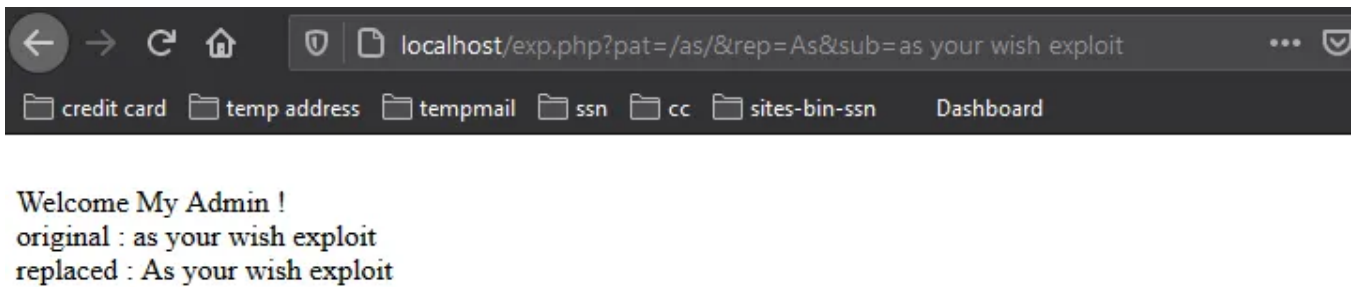 localhost/exp.php?pat=/as/&rep=As&sub=as your wish exploit
credit card temp address tempmail ssn cc sites-bin-ssn Dashboard
Welcome My Admin !
original : as your wish exploit
replaced : As your wish exploit